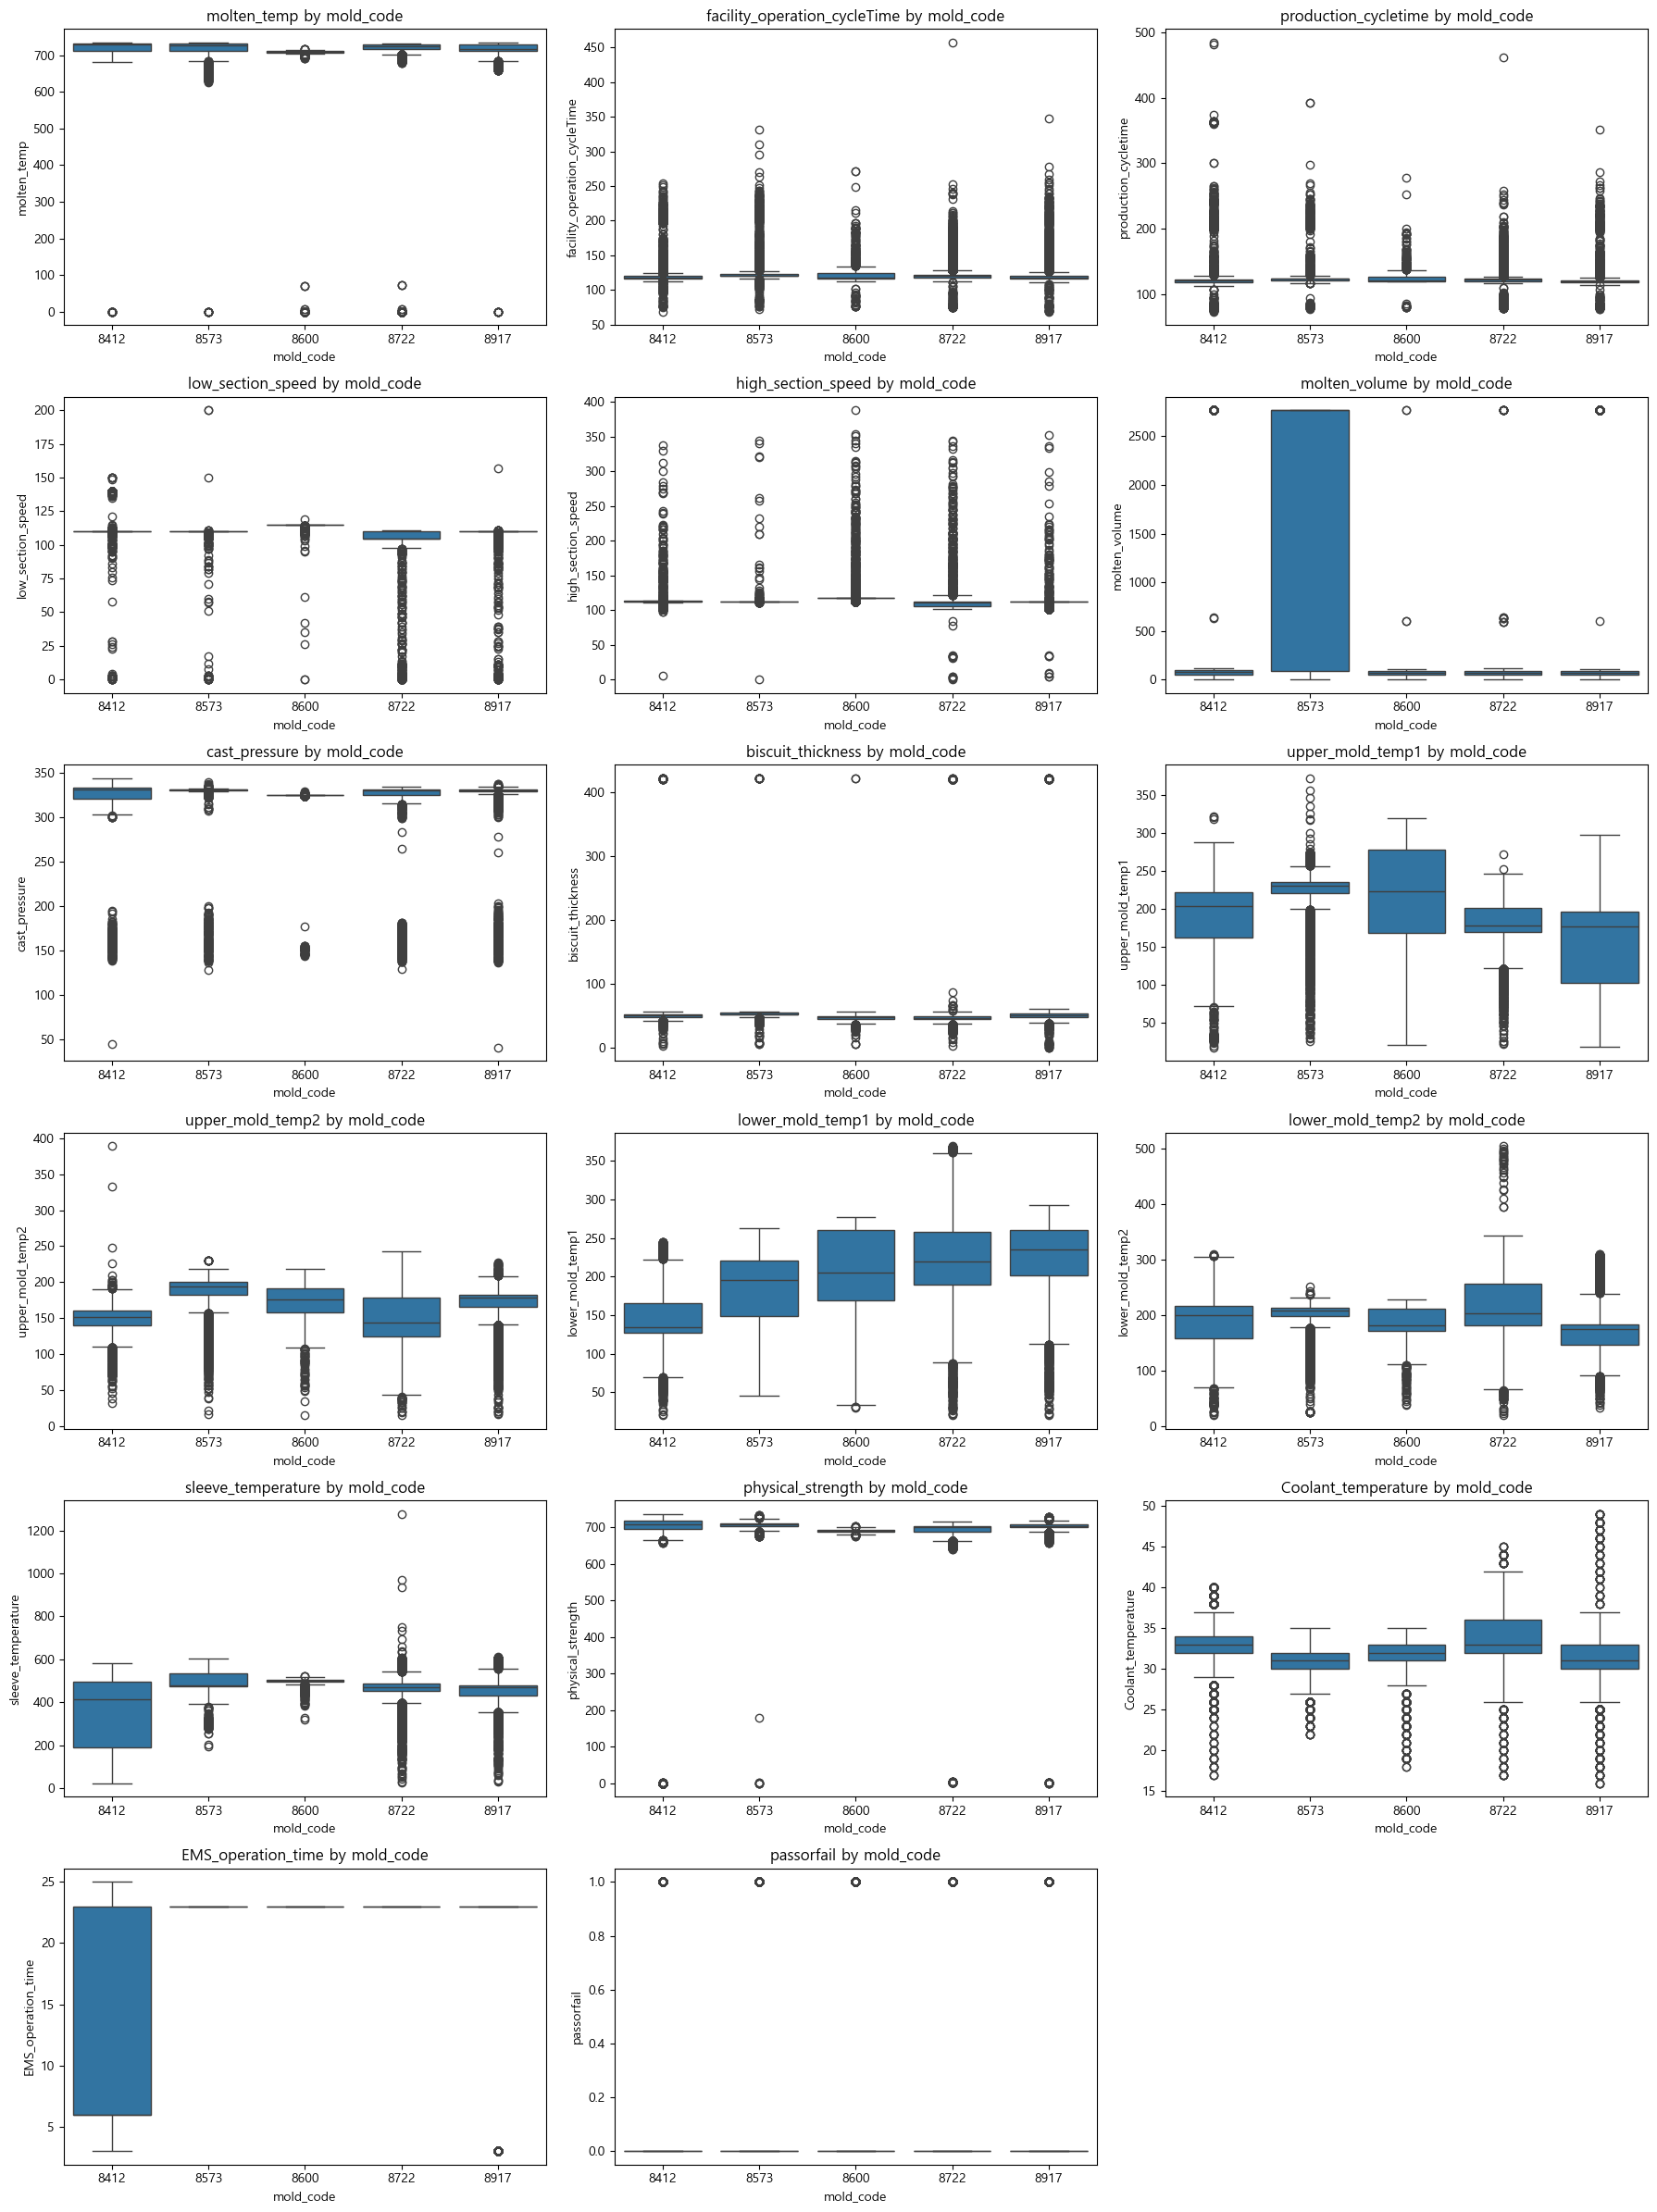 molten_temp by mold_code
molten_temp
700
600
500
400
300
200
100
0
8412 8573 8600 8722 8917
mold_code
facility_operation_cycleTime by mold_code
facility_operation_cycleTime
450
400
350
300
250
200
150
100
50
8412 8573 8600 8722 8917
mold_code
production_cycletime by mold_code
production_cycletime
500
400
300
200
100
8412 8573 8600 8722 8917
mold_code
low_section_speed by mold_code
low_section_speed
200
175
150
125
100
75
50
25
0
8412 8573 8600 8722 8917
mold_code
high_section_speed by mold_code
high_section_speed
400
350
300
250
200
150
100
50
0
8412 8573 8600 8722 8917
mold_code
molten_volume by mold_code
molten_volume
2500
2000
1500
1000
500
0
8412 8573 8600 8722 8917
mold_code
cast_pressure by mold_code
cast_pressure
350
300
250
200
150
100
50
8412 8573 8600 8722 8917
mold_code
biscuit_thickness by mold_code
biscuit_thickness
400
300
200
100
0
8412 8573 8600 8722 8917
mold_code
upper_mold_temp1 by mold_code
upper_mold_temp1
350
300
250
200
150
100
50
8412 8573 8600 8722 8917
mold_code
upper_mold_temp2 by mold_code
upper_mold_temp2
400
350
300
250
200
150
100
50
0
8412 8573 8600 8722 8917
mold_code
lower_mold_temp1 by mold_code
lower_mold_temp1
350
300
250
200
150
100
50
8412 8573 8600 8722 8917
mold_code
lower_mold_temp2 by mold_code
lower_mold_temp2
500
400
300
200
100
0
8412 8573 8600 8722 8917
mold_code
sleeve_temperature by mold_code
sleeve_temperature
1200
1000
800
600
400
200
0
8412 8573 8600 8722 8917
mold_code
physical_strength by mold_code
physical_strength
700
600
500
400
300
200
100
0
8412 8573 8600 8722 8917
mold_code
Coolant_temperature by mold_code
Coolant_temperature
50
45
40
35
30
25
20
15
8412 8573 8600 8722 8917
mold_code
EMS_operation_time by mold_code
EMS_operation_time
25
20
15
10
5
8412 8573 8600 8722 8917
mold_code
passorfail by mold_code
passorfail
1.0
0.8
0.6
0.4
0.2
0.0
8412 8573 8600 8722 8917
mold_code